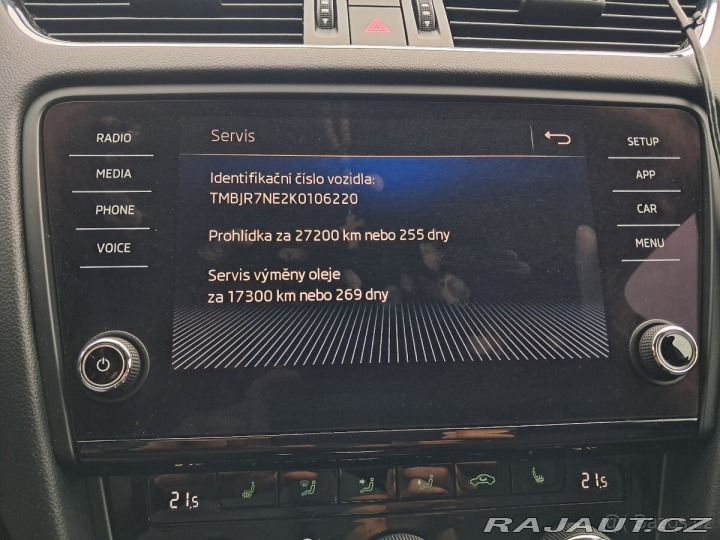 Servis
RADIO
MEDIA
PHONE
VOICE
Identifikační číslo vozidla:
TMBJR7NE2K0106220
Prohlídka za 27200 km nebo 255 dny
Servis výměny oleje
za 17300 km nebo 269 dny
SETUP
APP
CAR
MENU
21.5
21.5
RAJAUT.CZ